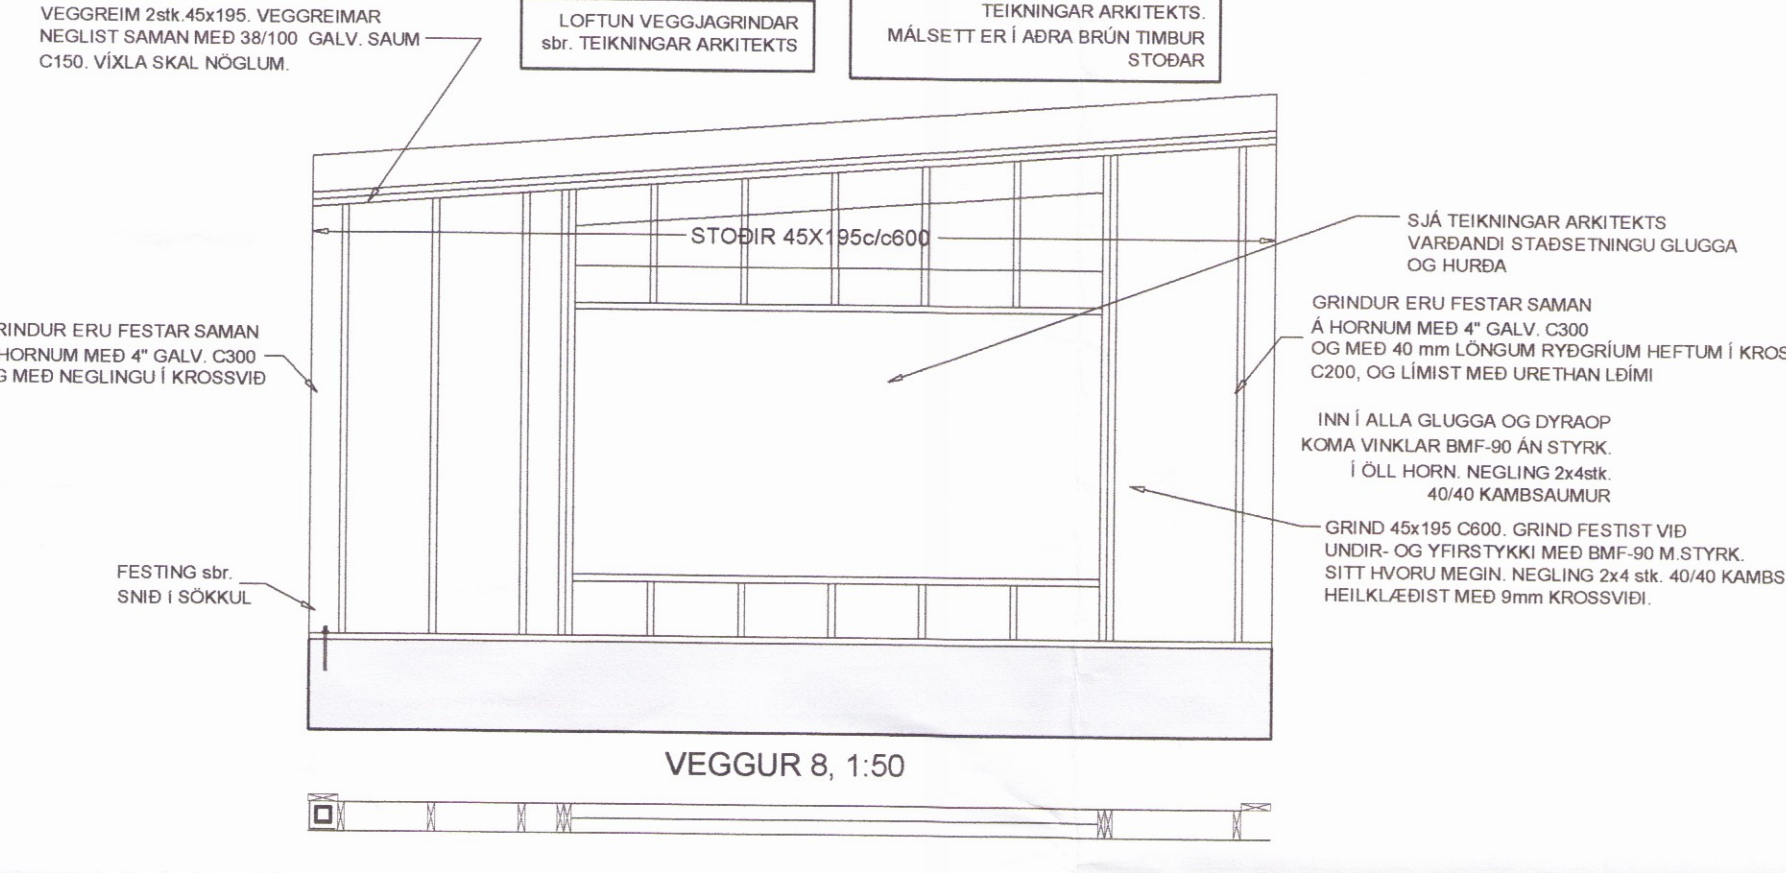 VEGGREIM 2stk.45x195. VEGGREIMAR
NEGLIST SAMAN MEÐ 38/100 GALV. SAUM
C150. VÍXLA SKAL NÖGLUM.
LOFTUN VEGGJAGRINDAR
sbr. TEIKNINGAR ARKITEKTS
TEIKNINGAR ARKITEKTS.
MÁLSETT ER Í AÐRA BRÚN TIMBUR
STOÐAR
STOÐIR 45X195c/c600
SJÁ TEIKNINGAR ARKITEKTS
VARÐANDI STAÐSETNINGU GLUGGA
OG HURÐA
RINDUR ERU FESTAR SAMAN
HORNUM MEÐ 4" GALV. C300
G MEÐ NEGLINGU Í KROSSVIÐ
GRINDUR ERU FESTAR SAMAN
Á HORNUM MEÐ 4" GALV. C300
OG MEÐ 40 mm LÖNGUM RYÐGRÍUM HEFTUM Í KROS
C200, OG LÍMIST MEÐ URETHAN LÐÍMI
INN Í ALLA GLUGGA OG DYRAOP
KOMA VINKLAR BMF-90 ÁN STYRK.
Í ÖLL HORN. NEGLING 2x4stk.
40/40 KAMBSAUMUR
GRIND 45x195 C600. GRIND FESTIST VIÐ
UNDIR- OG YFIRSTYKKI MEÐ BMF-90 M.STYRK.
SITT HVORU MEGIN. NEGLING 2x4 stk. 40/40 KAMBS
HEILKLÆÐIST MEÐ 9mm KROSSVIÐI.
FESTING sbr.
SNIÐ Í SÖKKUL
VEGGUR 8, 1:50